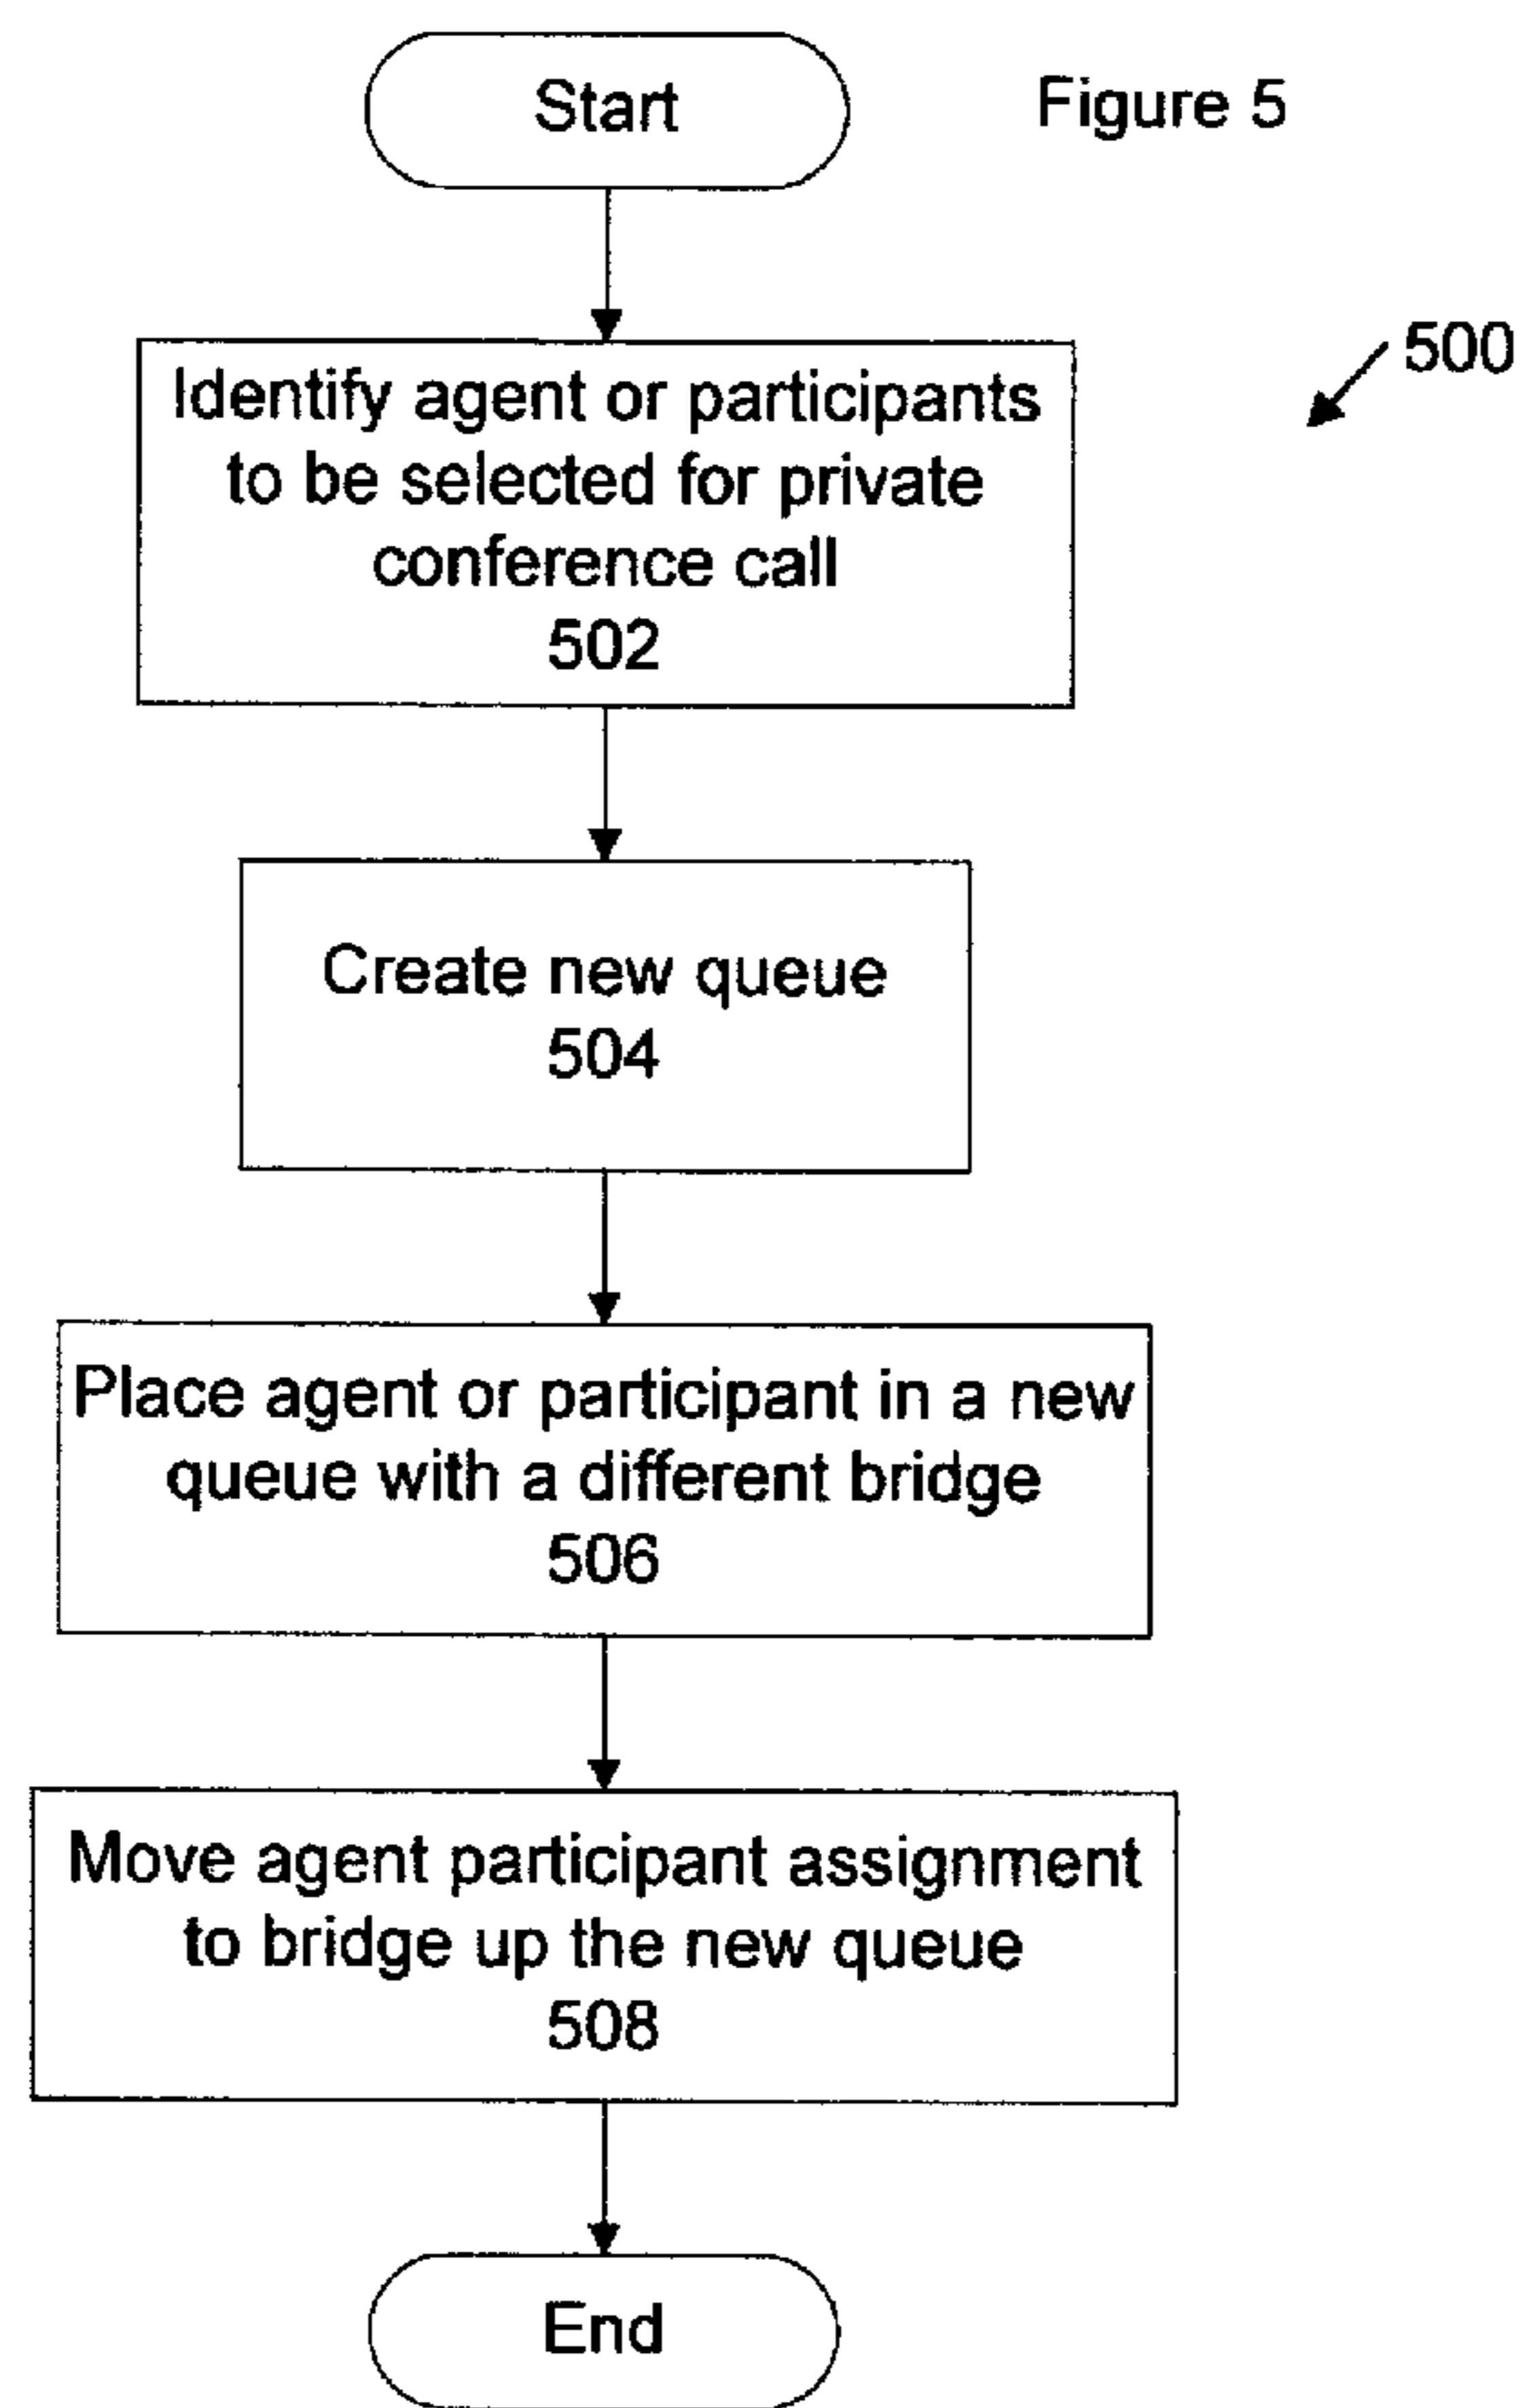 Start
Figure 5
500
Identify agent or participants
to be selected for private
conference call
502
Create new queue
504
Place agent or participant in a new
queue with a different bridge
506
Move agent participant assignment
to bridge up the new queue
508
End